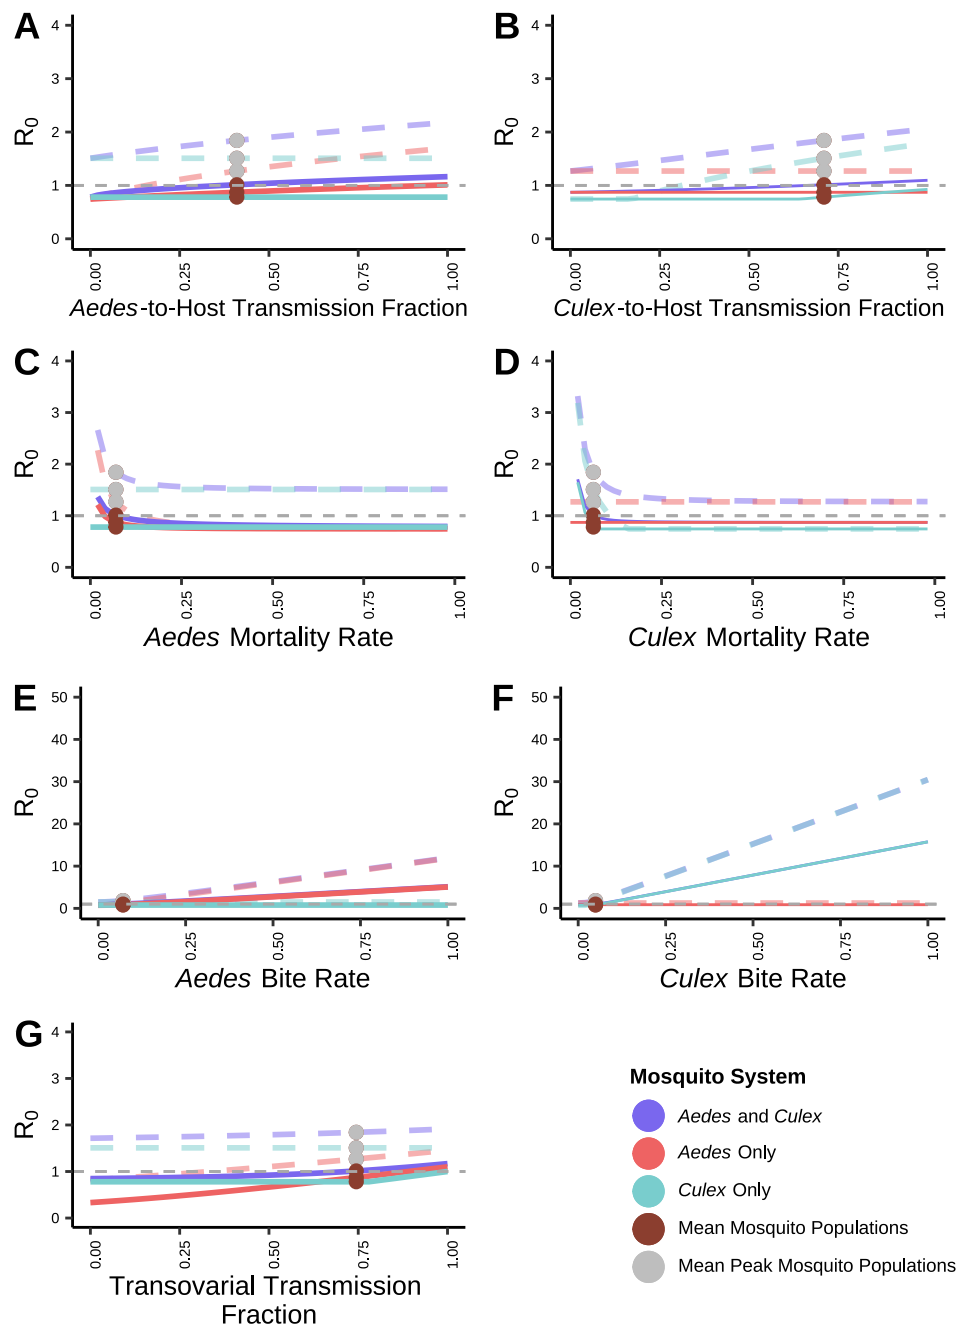 A
4
3
2
1
0
R0
0.00
0.25
0.50
0.75
1.00
Aedes-to-Host Transmission Fraction
B
4
3
2
1
0
R0
0.00
0.25
0.50
0.75
1.00
Culex-to-Host Transmission Fraction
C
4
3
2
1
0
R0
0.00
0.25
0.50
0.75
1.00
Aedes Mortality Rate
D
4
3
2
1
0
R0
0.00
0.25
0.50
0.75
1.00
Culex Mortality Rate
E
50
40
30
20
10
0
R0
0.00
0.25
0.50
0.75
1.00
Aedes Bite Rate
F
50
40
30
20
10
0
R0
0.00
0.25
0.50
0.75
1.00
Culex Bite Rate
G
4
3
2
1
0
R0
0.00
0.25
0.50
0.75
1.00
Transovarial Transmission
Fraction
Mosquito System
Aedes and Culex
Aedes Only
Culex Only
Mean Mosquito Populations
Mean Peak Mosquito Populations